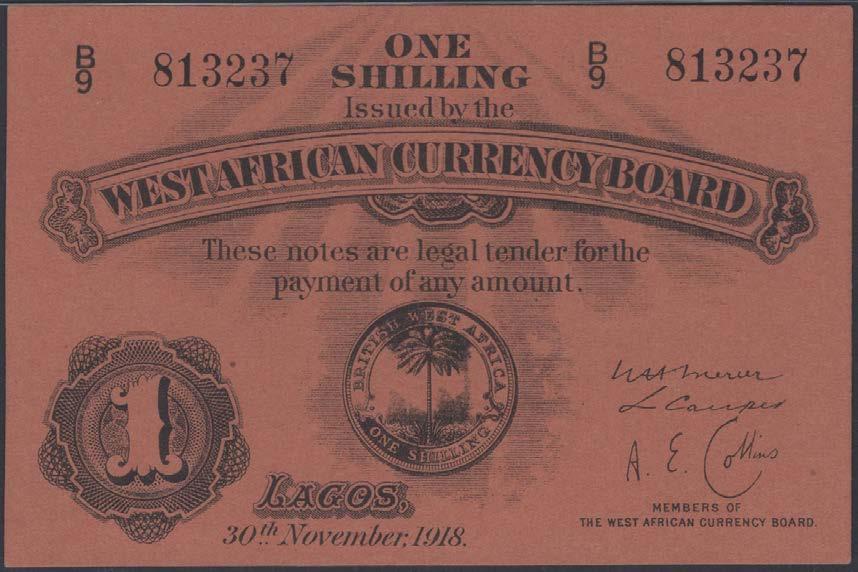 B
9
813237
ONE
SHILLING
B
9
813237
Issued by the
WEST AFRICAN CURRENCY BOARD
These notes are legal tender for the
payment of any amount.
BRITISH WEST AFRICA
ONE SHILLING
1
A. E. Collins
LAGOS,
30th November, 1918.
MEMBERS OF
THE WEST AFRICAN CURRENCY BOARD.